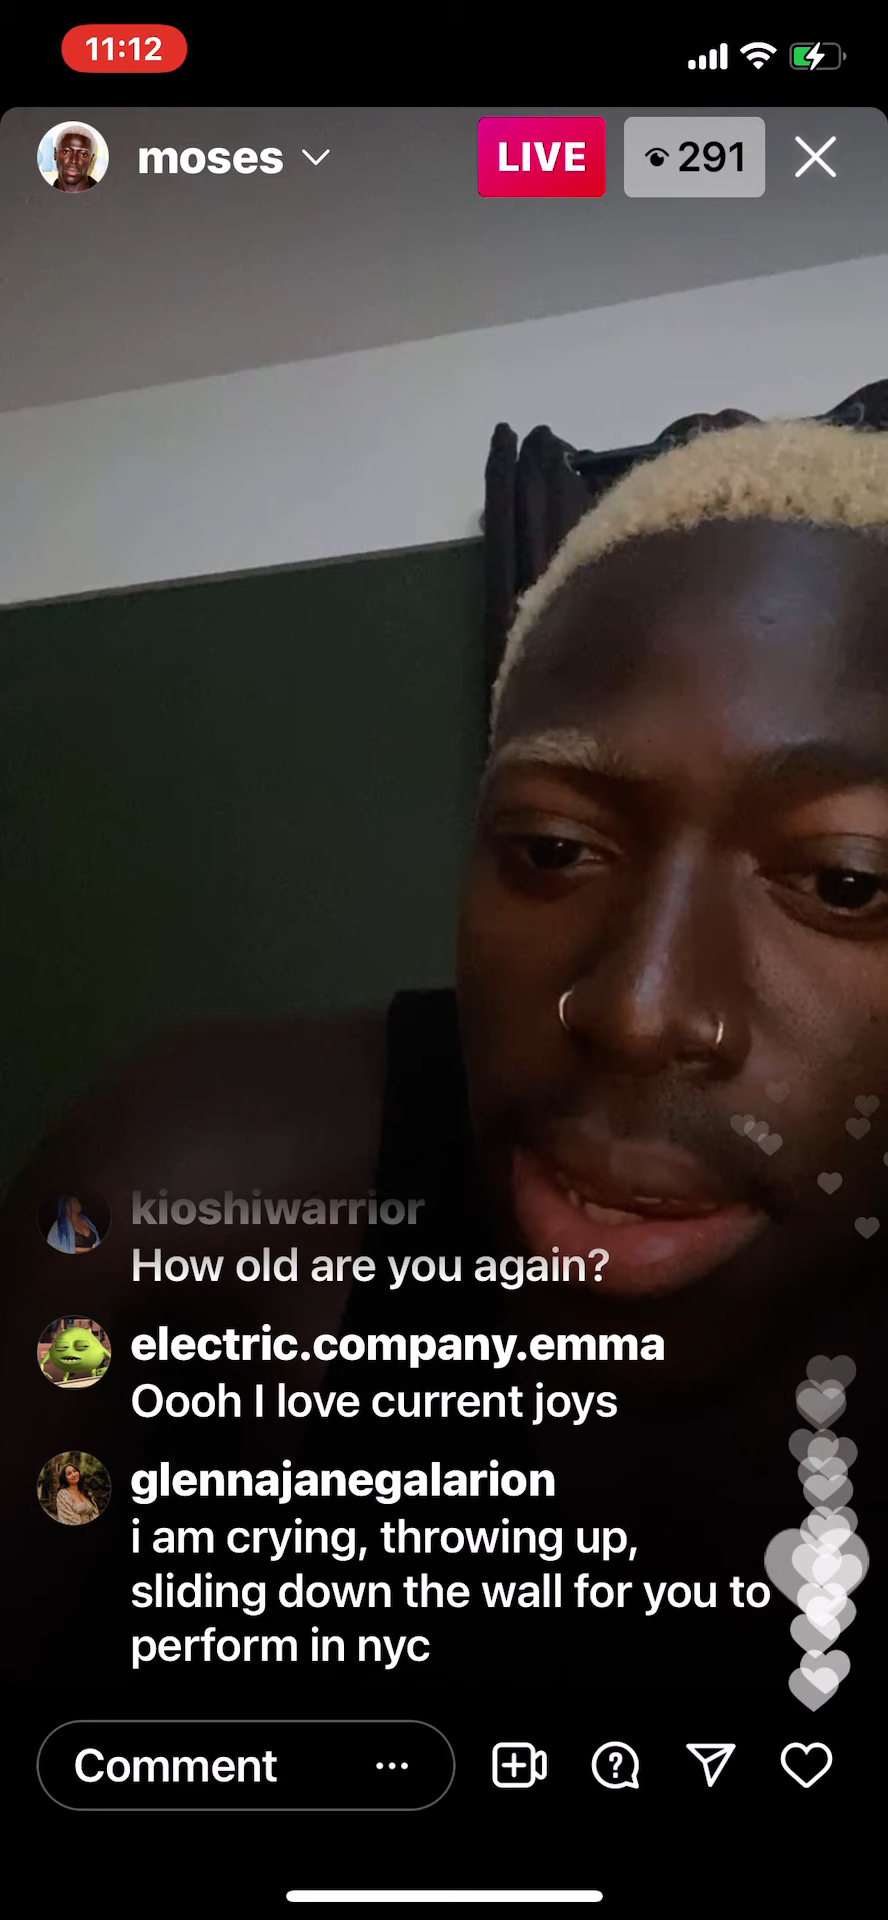 11:12
moses
LIVE
291
kioshiwarrior
How old are you again?
electric.company.emma
Oooh I love current joys
glennajanegalarion
i am crying, throwing up,
sliding down the wall for you to
perform in nyc
Comment